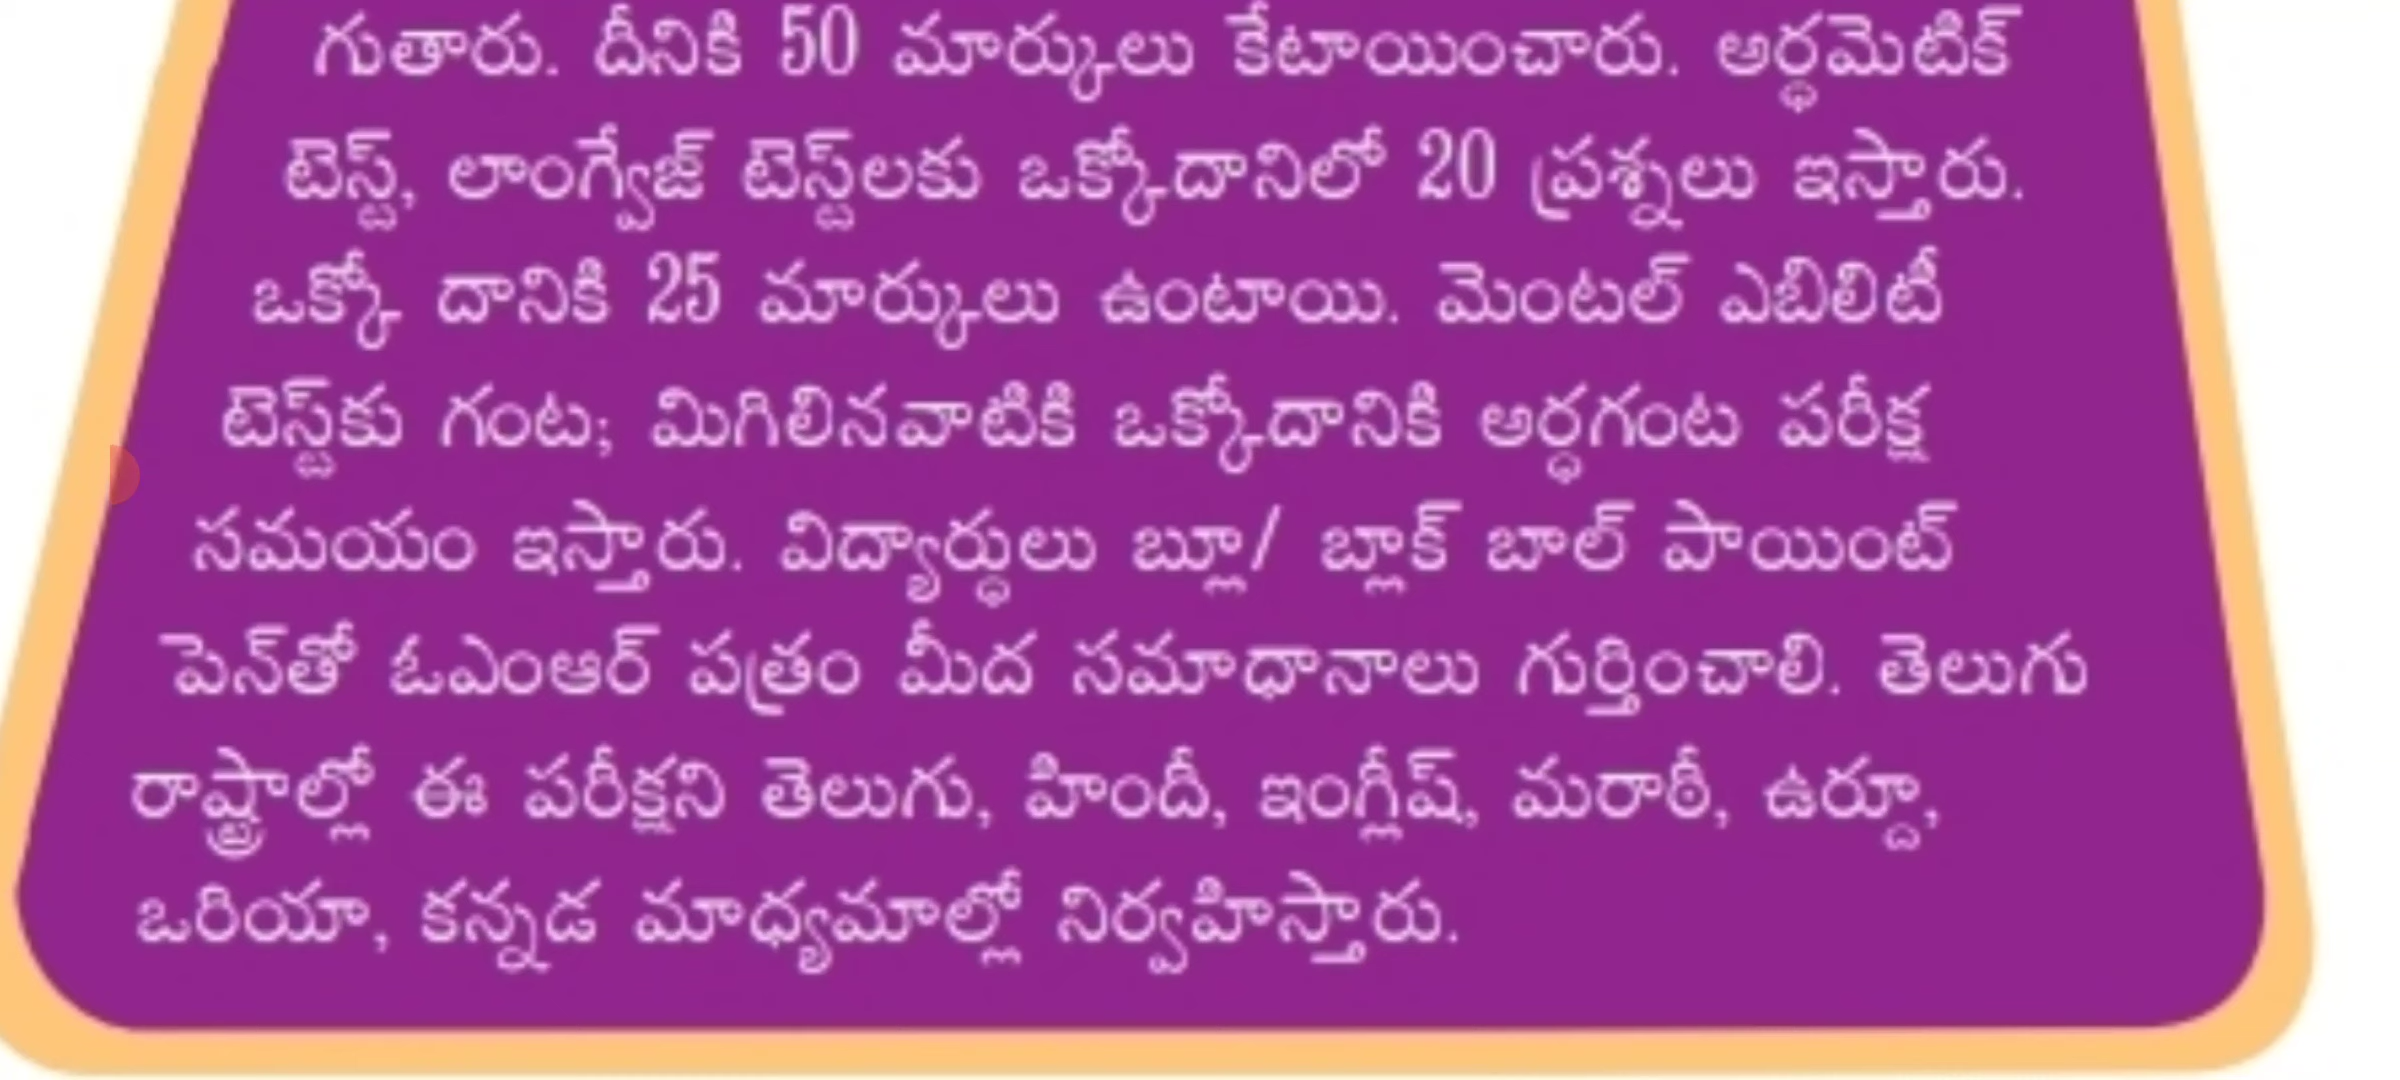 గుతారు. దీనికి 50 మార్కులు కేటాయించారు. అర్ధమెటిక్
టెస్ట్, లాంగ్వేజ్ టెస్ట్‌లకు ఒక్కోదానిలో 20 ప్రశ్నలు ఇస్తారు.
ఒక్కో దానికి 25 మార్కులు ఉంటాయి. మెంటల్ ఎబిలిటీ
టెస్ట్‌కు గంట; మిగిలినవాటికి ఒక్కోదానికి అర్ధగంట పరీక్ష
సమయం ఇస్తారు. విద్యార్థులు బ్లూ/ బ్లాక్ బాల్ పాయింట్
పెన్‌తో ఓఎంఆర్ పత్రం మీద సమాధానాలు గుర్తించాలి. తెలుగు
రాష్ట్రాల్లో ఈ పరీక్షని తెలుగు, హిందీ, ఇంగ్లీష్, మరాఠీ, ఉర్దూ,
ఒరియా, కన్నడ మాధ్యమాల్లో నిర్వహిస్తారు.